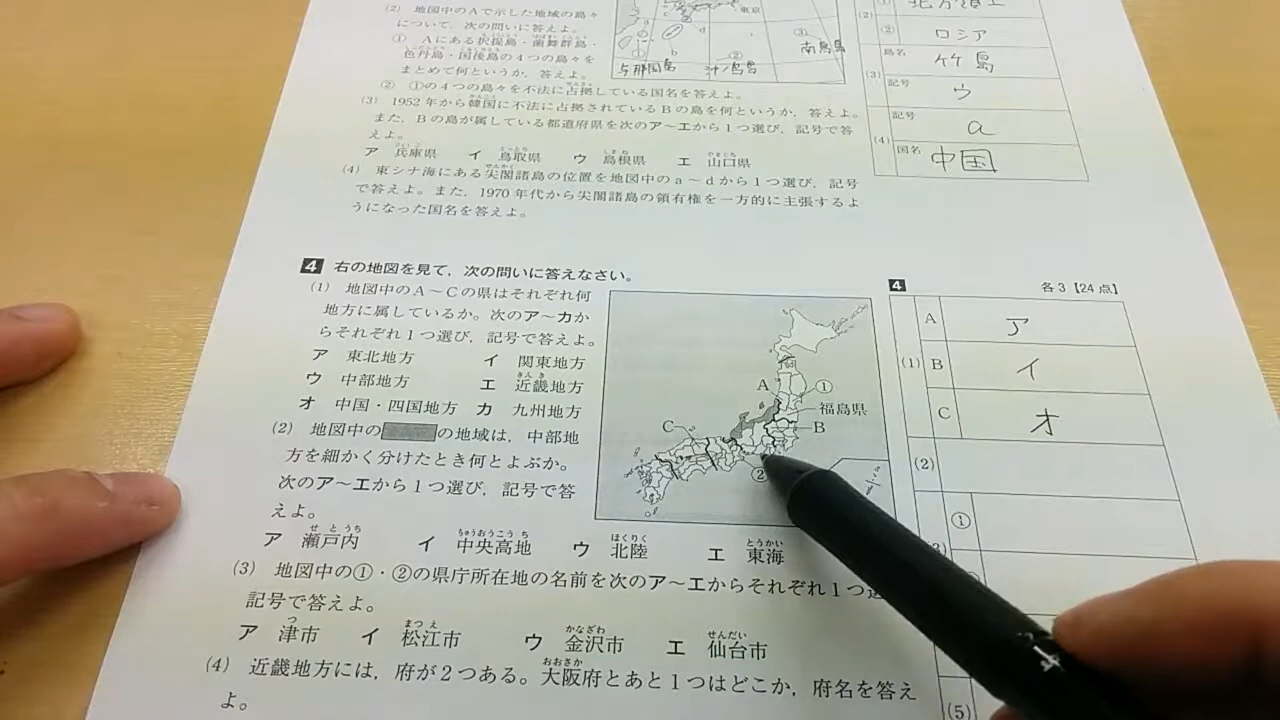 (2) 地図中のAで示した地域の島々
について，次の問いに答えよ。
① Aにある択捉島・歯舞群島・
色丹島・国後島の4つの島々を
まとめて何というか，答えよ。
② ①の4つの島々を不法に占拠している国名を答えよ。
(3) 1952年から韓国に不法に占拠されているBの島を何というか，答えよ。
また，Bの島が属している都道府県を次のア～エから1つ選び，記号で答
えよ。
ア 兵庫県 イ 鳥取県 ウ 島根県 エ 山口県
(4) 東シナ海にある尖閣諸島の位置を地図中のa～dから1つ選び，記号
で答えよ。また，1970年代から尖閣諸島の領有権を一方的に主張するよ
うになった国名を答えよ。
東京
c
a
d
b
①
②
③
与那国島
沖ノ鳥島
南鳥島
(2) ① 北方領土
② ロシア
(3) 島名 竹島
記号 ウ
(4) 記号 a
国名 中国
4 右の地図を見て，次の問いに答えなさい。
(1) 地図中のA～Cの県はそれぞれ何
地方に属しているか。次のア～カか
らそれぞれ1つ選び，記号で答えよ。
ア 東北地方 イ 関東地方
ウ 中部地方 エ 近畿地方
オ 中国・四国地方 カ 九州地方
(2) 地図中の の地域は，中部地
方を細かく分けたとき何とよぶか。
次のア～エから1つ選び，記号で答
えよ。
ア 瀬戸内 イ 中央高地 ウ 北陸 エ 東海
(3) 地図中の①・②の県庁所在地の名前を次のア～エからそれぞれ1つ
記号で答えよ。
ア 津市 イ 松江市 ウ 金沢市 エ 仙台市
(4) 近畿地方には，府が2つある。大阪府とあと1つはどこか，府名を答え
よ。
A
①
福島県
B
C
②
4 各3【24点】
(1) A ア
B イ
C オ
(2)
①
(5)